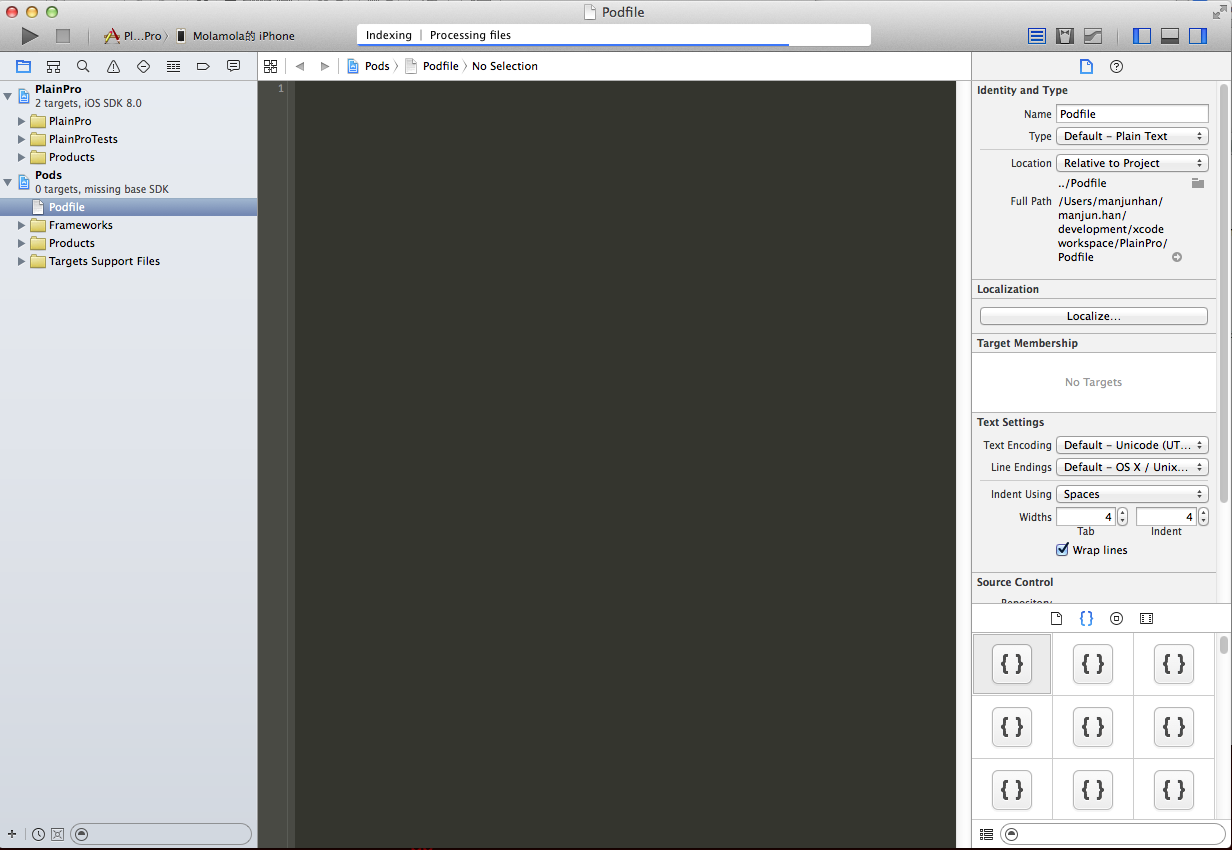 Podfile
Pl...Pro
Molamola的 iPhone
Indexing | Processing files
Pods
Podfile
No Selection
PlainPro
2 targets, iOS SDK 8.0
PlainPro
PlainProTests
Products
Pods
0 targets, missing base SDK
Podfile
Frameworks
Products
Targets Support Files
1
Identity and Type
Name Podfile
Type Default – Plain Text
Location Relative to Project
../Podfile
Full Path /Users/manjunhan/
manjun.han/
development/xcode
workspace/PlainPro/
Podfile
Localization
Localize...
Target Membership
No Targets
Text Settings
Text Encoding Default – Unicode (UT...
Line Endings Default – OS X / Unix...
Indent Using Spaces
Widths 4 4
Tab Indent
Wrap lines
Source Control
Repository
{ }
{ } { } { }
{ } { } { }
{ } { } { }